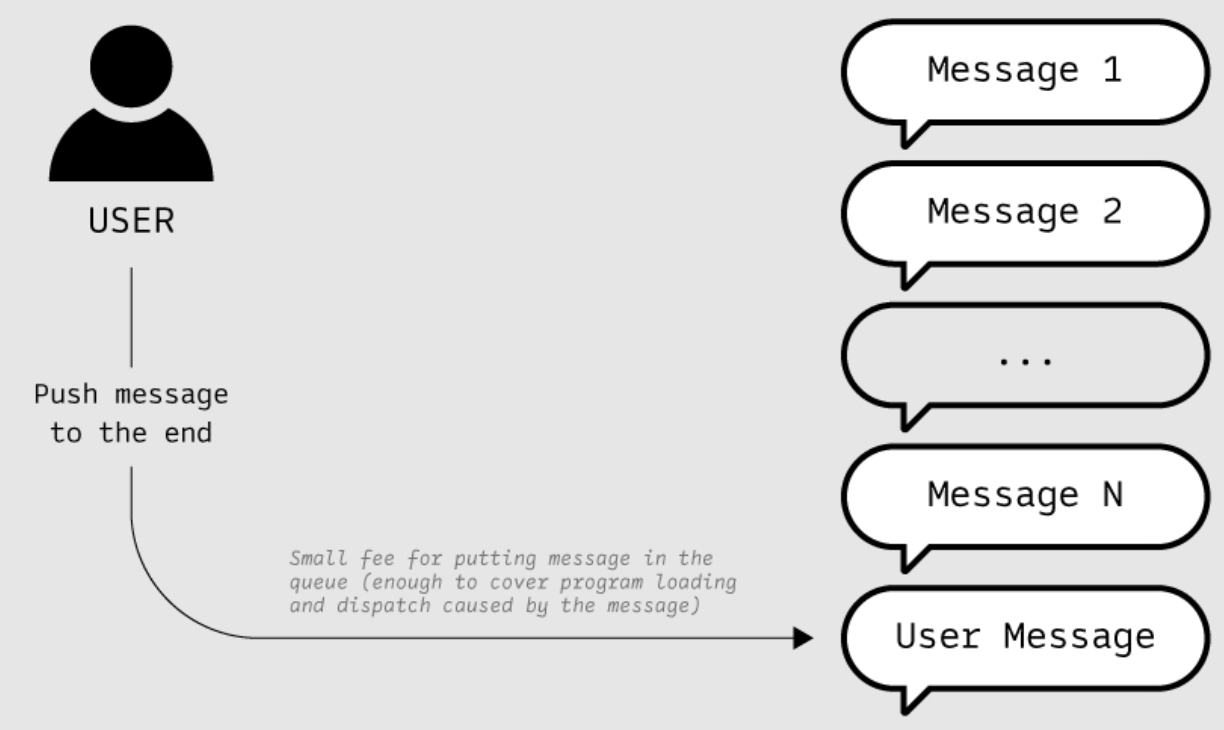 USER
Push message
to the end
Small fee for putting message in the
queue (enough to cover program loading
and dispatch caused by the message)
Message 1
Message 2
...
Message N
User Message